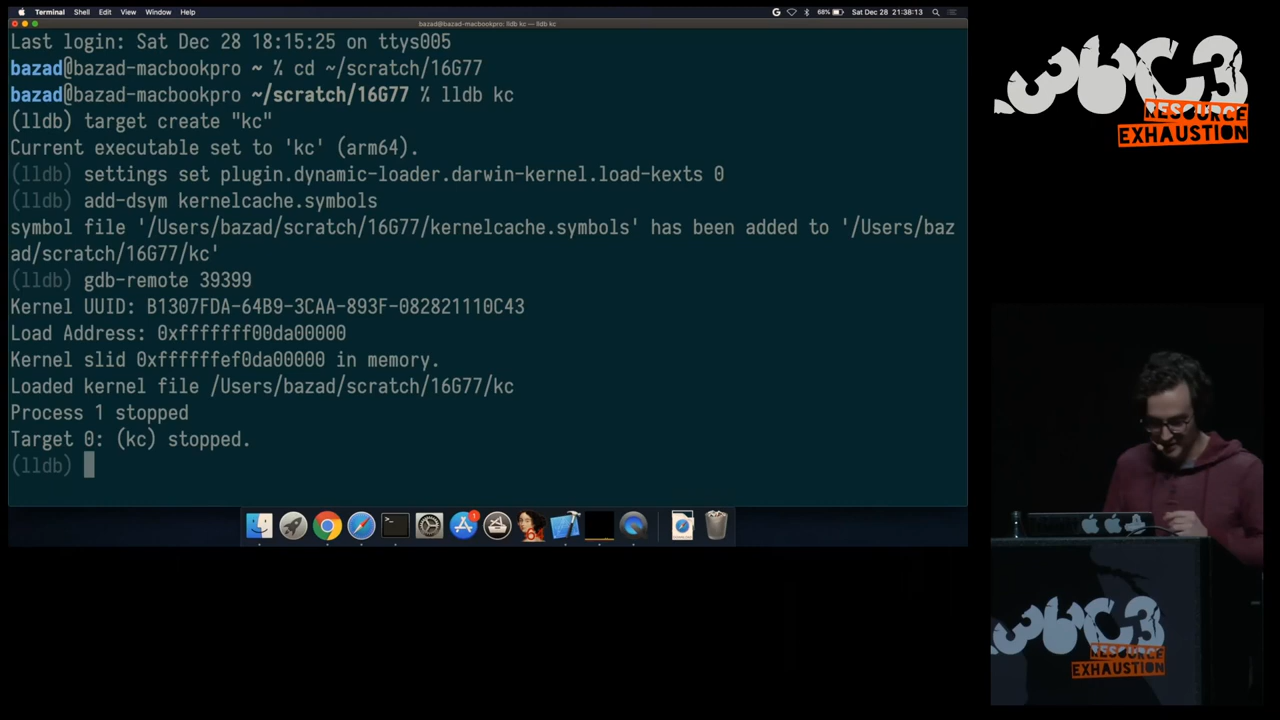 Terminal Shell Edit View Window Help
68% Sat Dec 28 21:38:13
bazad@bazad-macbookpro: lldb kc — lldb kc
Last login: Sat Dec 28 18:15:25 on ttys005
bazad@bazad-macbookpro ~ % cd ~/scratch/16G77
bazad@bazad-macbookpro ~/scratch/16G77 % lldb kc
(lldb) target create "kc"
Current executable set to 'kc' (arm64).
(lldb) settings set plugin.dynamic-loader.darwin-kernel.load-kexts 0
(lldb) add-dsym kernelcache.symbols
symbol file '/Users/bazad/scratch/16G77/kernelcache.symbols' has been added to '/Users/baz
ad/scratch/16G77/kc'
(lldb) gdb-remote 39399
Kernel UUID: B1307FDA-64B9-3CAA-893F-082821110C43
Load Address: 0xfffffff00da00000
Kernel slid 0xffffffef0da00000 in memory.
Loaded kernel file /Users/bazad/scratch/16G77/kc
Process 1 stopped
Target 0: (kc) stopped.
(lldb)
36C3
RESOURCE
EXHAUSTION
36C3
RESOURCE
EXHAUSTION